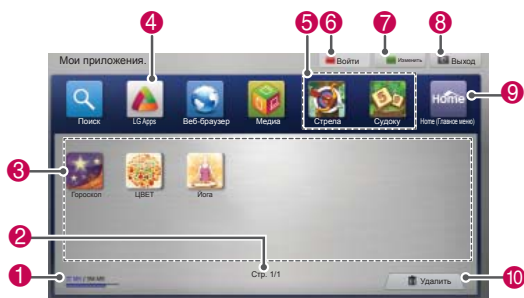 4 5 6 7 8
Мои приложения. Войти Изменить Выход
Home 9
Поиск LG Apps Веб-браузер Медиа Стрела Судоку Home (Главное меню)
3
Гороскоп ЦВЕТ Йога
2
1 Стр. 1/1 Удалить 10